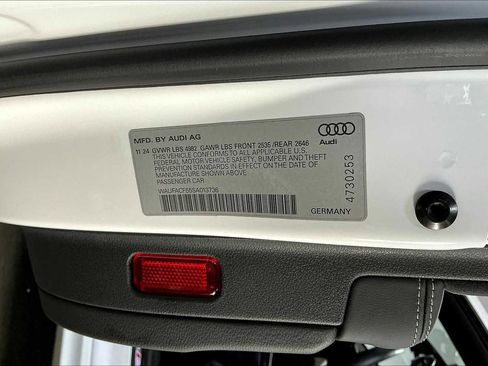 MFD. BY AUDI AG
11 24 GVWR LBS 4982 GAWR LBS FRONT 2535 /REAR 2646
THIS VEHICLE CONFORMS TO ALL APPLICABLE U.S.
FEDERAL MOTOR VEHICLE SAFETY, BUMPER AND THEFT
PREVENTION STANDARDS IN EFFECT ON THE DATE OF
MANUFACTURE SHOWN ABOVE.
PASSENGER CAR
WAUFACF55SA013736
GERMANY
Audi
4730253